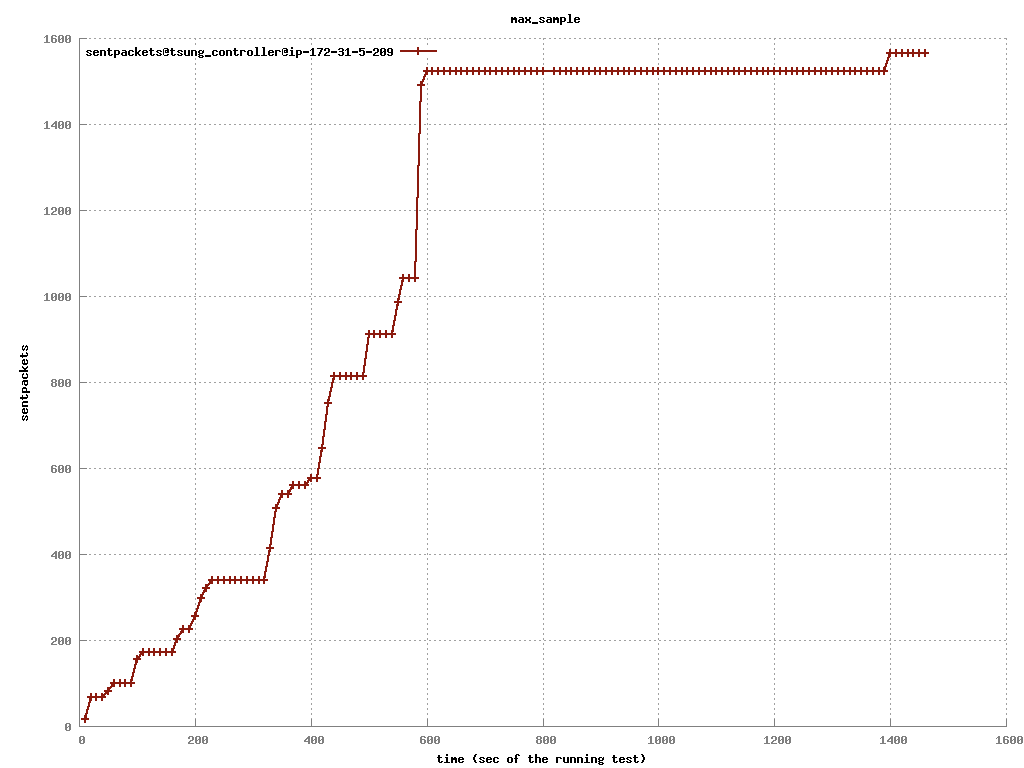 max_sample
sentpackets@tsung_controller@ip-172-31-5-209
1600
1400
1200
1000
800
600
400
200
0
sentpackets
0 200 400 600 800 1000 1200 1400 1600
time (sec of the running test)